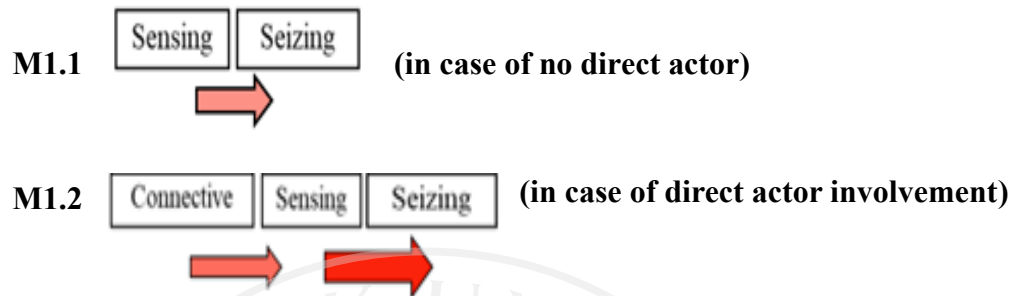 M1.1 Sensing Seizing (in case of no direct actor)
M1.2 Connective Sensing Seizing (in case of direct actor involvement)